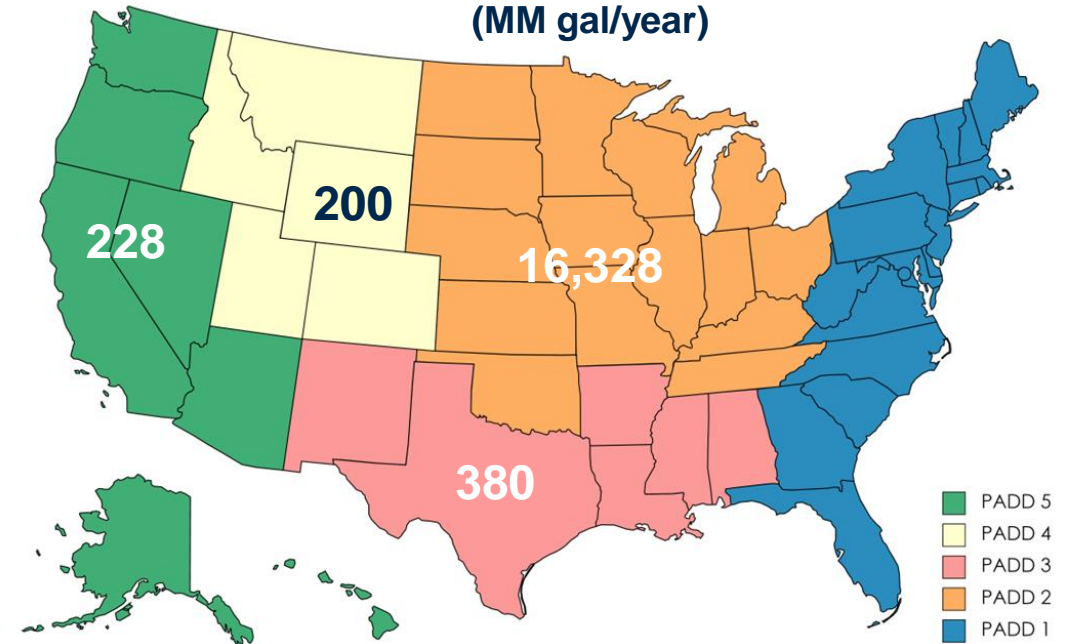 (MM gal/year)
200
228
16,328
380
PADD 5
PADD 4
PADD 3
PADD 2
PADD 1